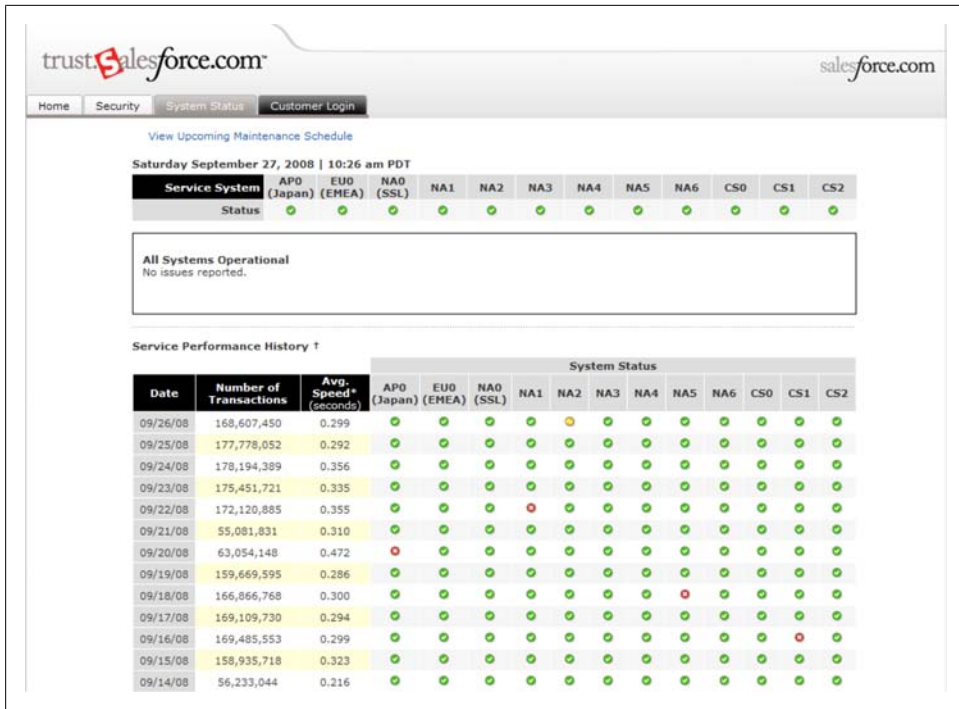 trust.salesforce.com™
salesforce.com
Home Security System Status Customer Login
View Upcoming Maintenance Schedule
Saturday September 27, 2008 | 10:26 am PDT
Service System AP0 (Japan) EU0 (EMEA) NA0 (SSL) NA1 NA2 NA3 NA4 NA5 NA6 CS0 CS1 CS2
Status
All Systems Operational
No issues reported.
Service Performance History †
System Status
Date Number of Transactions Avg. Speed* (seconds) AP0 (Japan) EU0 (EMEA) NA0 (SSL) NA1 NA2 NA3 NA4 NA5 NA6 CS0 CS1 CS2
09/26/08 168,607,450 0.299
09/25/08 177,778,052 0.292
09/24/08 178,194,389 0.356
09/23/08 175,451,721 0.335
09/22/08 172,120,885 0.355
09/21/08 55,081,831 0.310
09/20/08 63,054,148 0.472
09/19/08 159,669,595 0.286
09/18/08 166,866,768 0.300
09/17/08 169,109,730 0.294
09/16/08 169,485,553 0.299
09/15/08 158,935,718 0.323
09/14/08 56,233,044 0.216